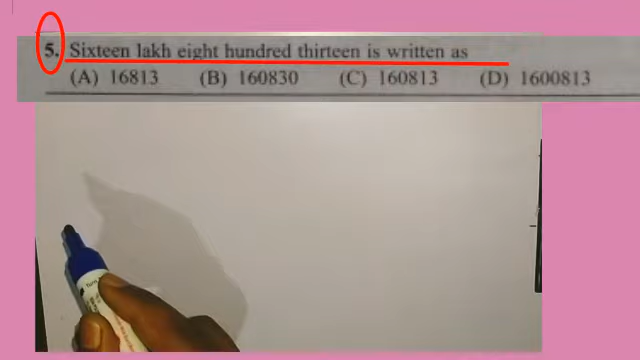 5. Sixteen lakh eight hundred thirteen is written as
(A) 16813 (B) 160830 (C) 160813 (D) 1600813